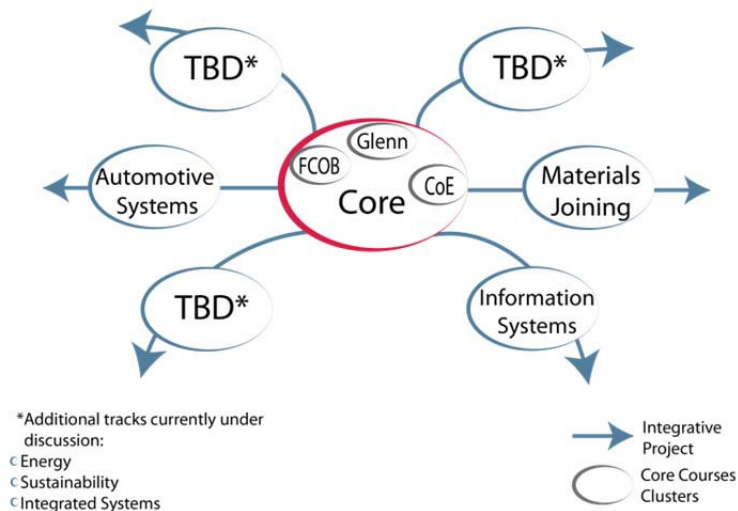 TBD*
TBD*
Glenn
FCOB
CoE
Core
Automotive
Systems
Materials
Joining
TBD*
Information
Systems
*Additional tracks currently under
discussion:
Energy
Sustainability
Integrated Systems
Integrative
Project
Core Courses
Clusters